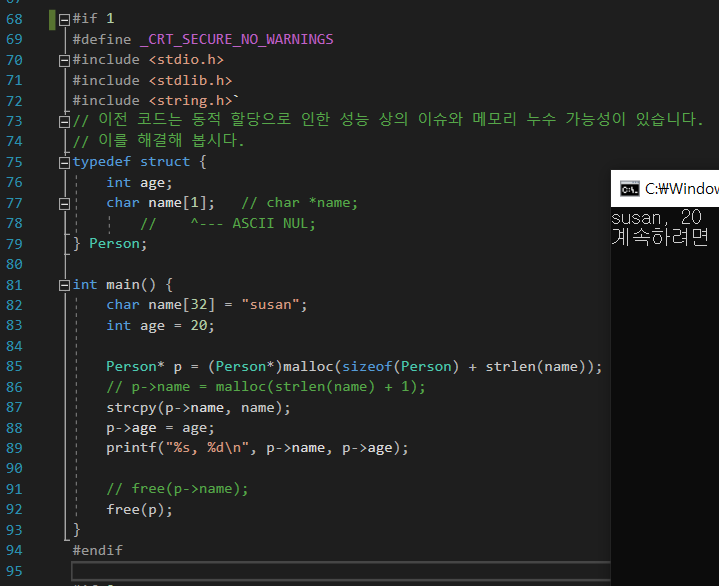 67
68 #if 1
69 #define _CRT_SECURE_NO_WARNINGS
70 #include <stdio.h>
71 #include <stdlib.h>
72 #include <string.h>`
73 // 이전 코드는 동적 할당으로 인한 성능 상의 이슈와 메모리 누수 가능성이 있습니다.
74 // 이를 해결해 봅시다.
75 typedef struct {
76 int age;
77 char name[1];   // char *name;
78 //    ^--- ASCII NUL;
79 } Person;
80
81 int main() {
82 char name[32] = "susan";
83 int age = 20;
84
85 Person* p = (Person*)malloc(sizeof(Person) + strlen(name));
86 // p->name = malloc(strlen(name) + 1);
87 strcpy(p->name, name);
88 p->age = age;
89 printf("%s, %d\n", p->name, p->age);
90
91 // free(p->name);
92 free(p);
93 }
94 #endif
95
C:\. C:₩Window
susan, 20
계속하려면